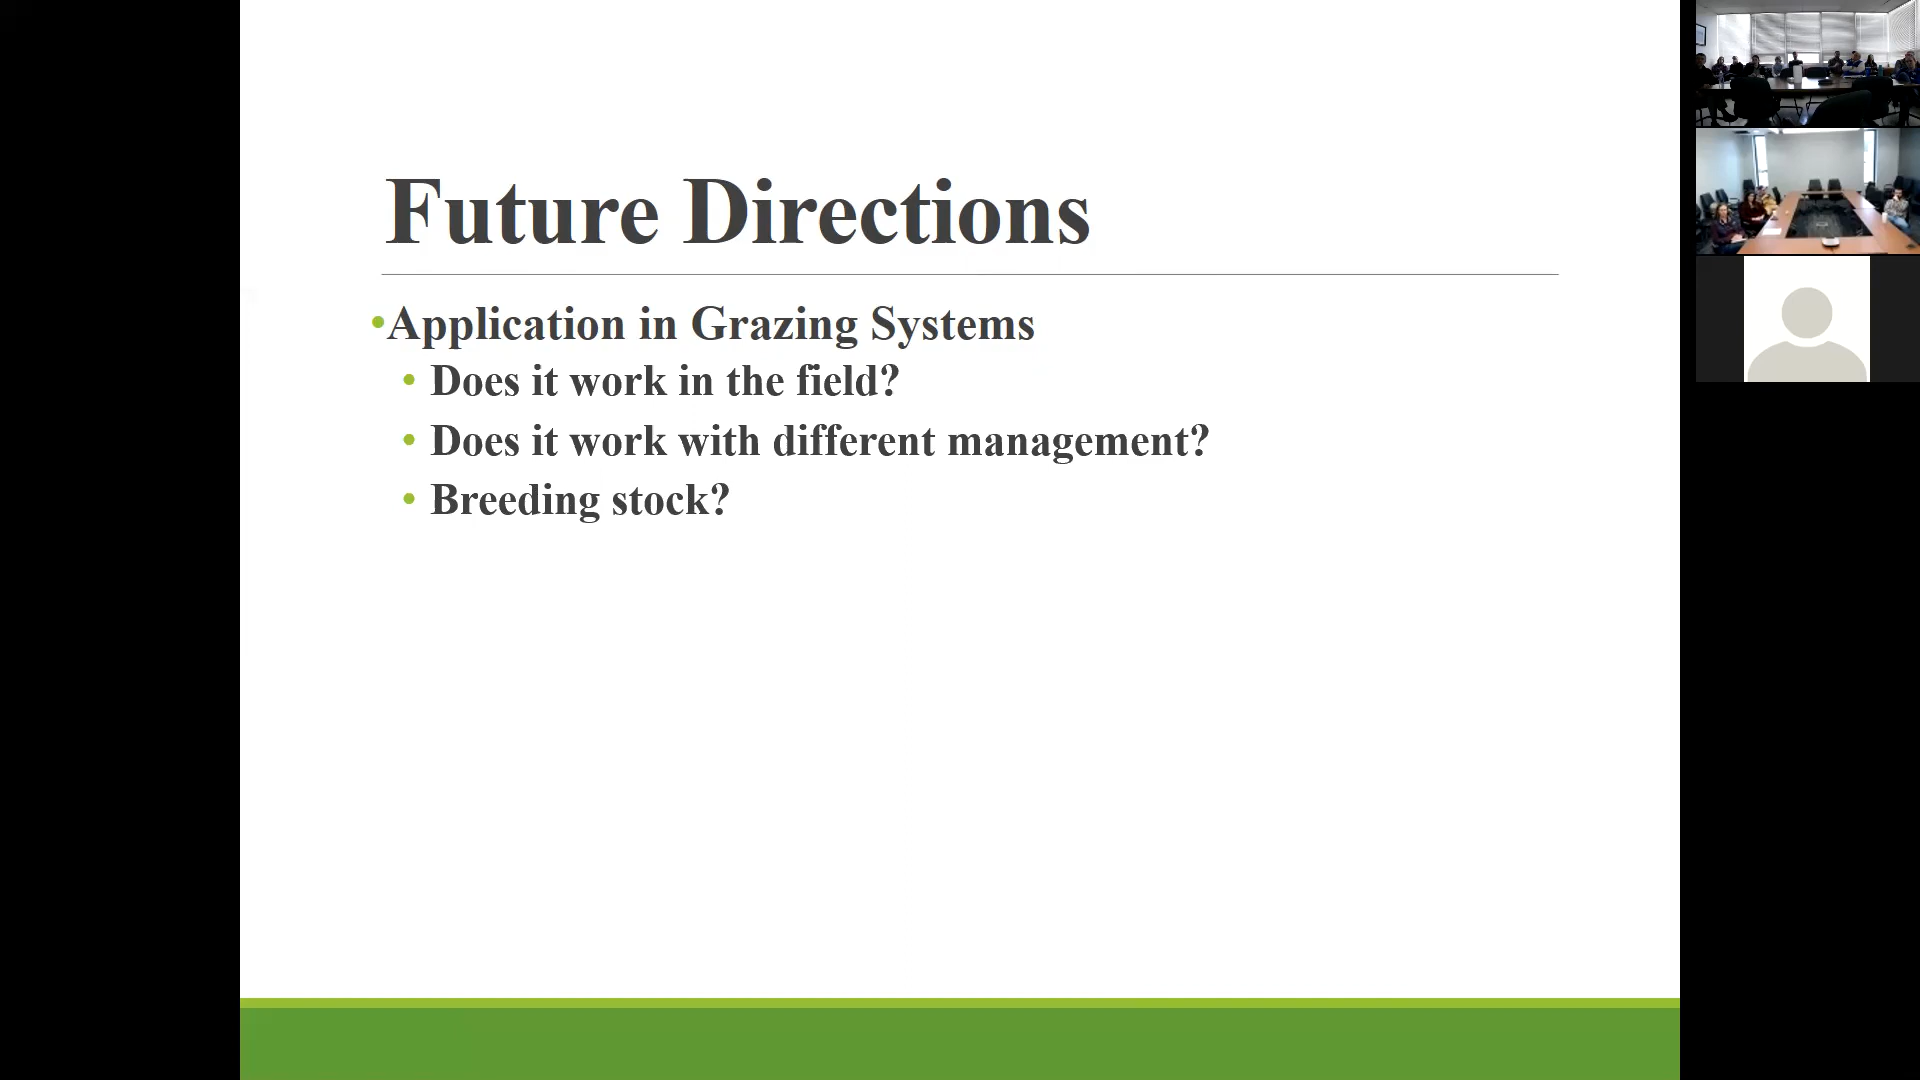 Future Directions
•Application in Grazing Systems
• Does it work in the field?
• Does it work with different management?
• Breeding stock?